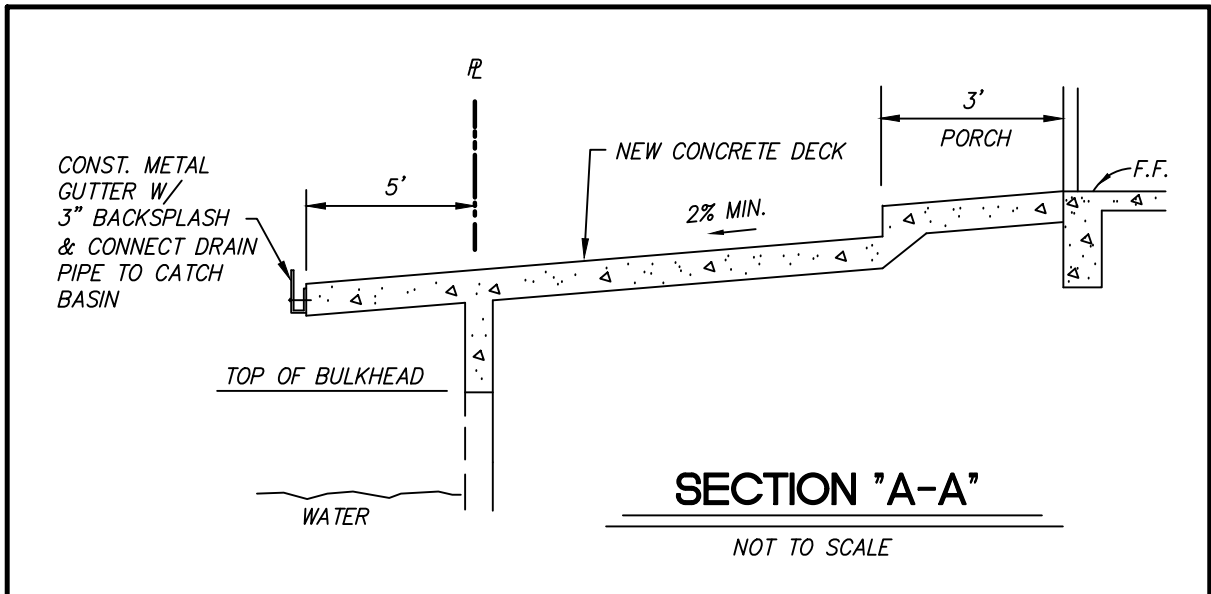 ℄
3’
PORCH
CONST. METAL
GUTTER W/
3” BACKSPLASH
& CONNECT DRAIN
PIPE TO CATCH
BASIN
5’
NEW CONCRETE DECK
2% MIN.
F.F.
TOP OF BULKHEAD
WATER
SECTION ”A-A”
NOT TO SCALE